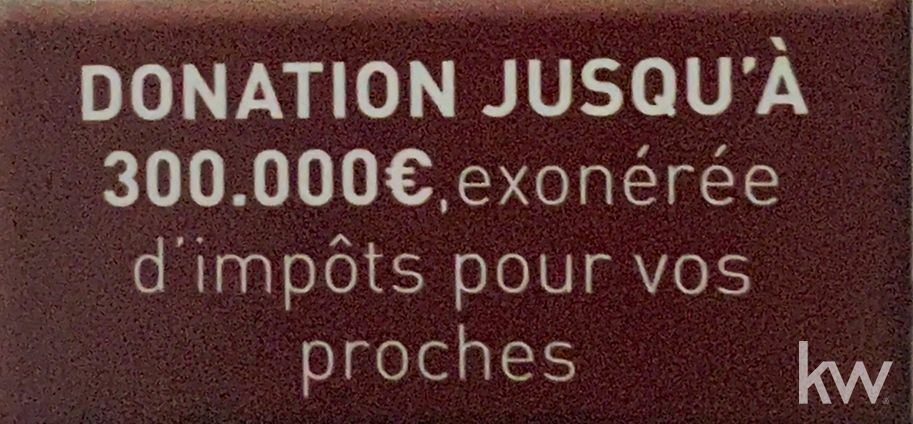 DONATION JUSQU'À
300.000€,exonérée
d'impôts pour vos
proches
kw